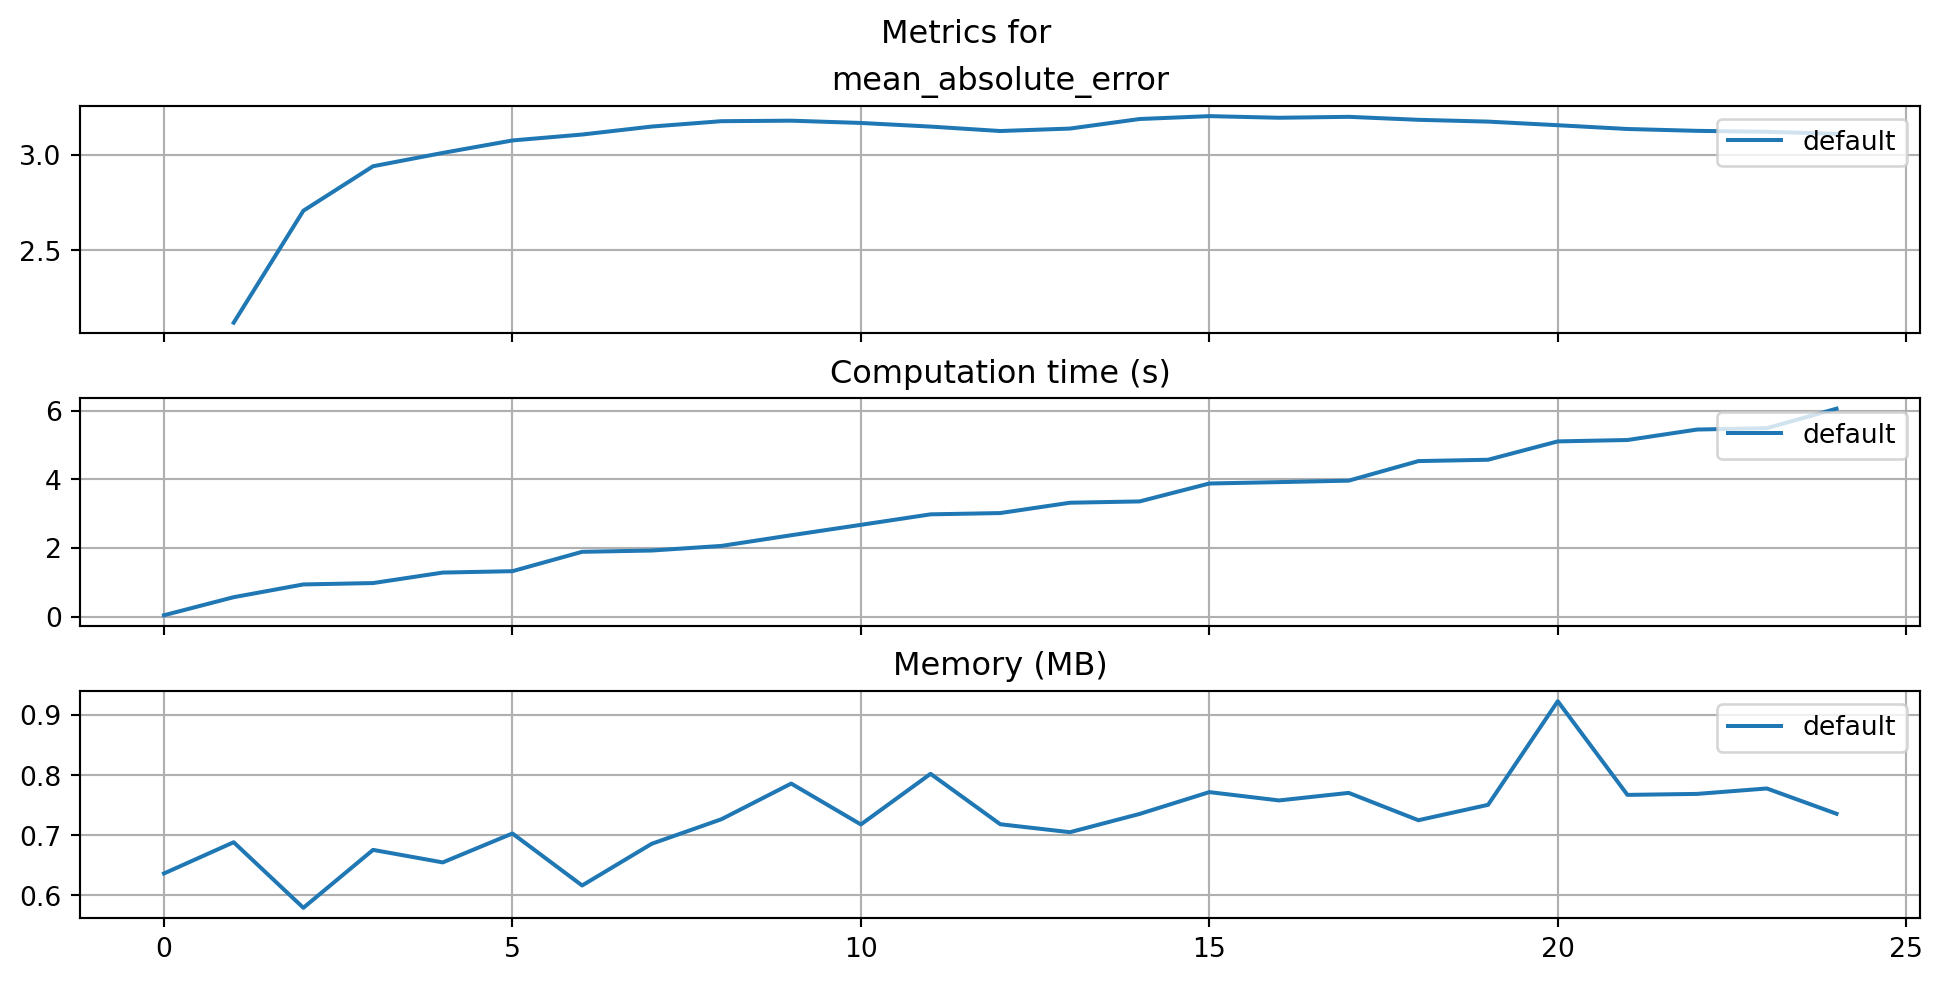 Metrics for
mean_absolute_error
3.0
2.5
default
Computation time (s)
6
4
2
0
default
Memory (MB)
0.9
0.8
0.7
0.6
default
0 5 10 15 20 25